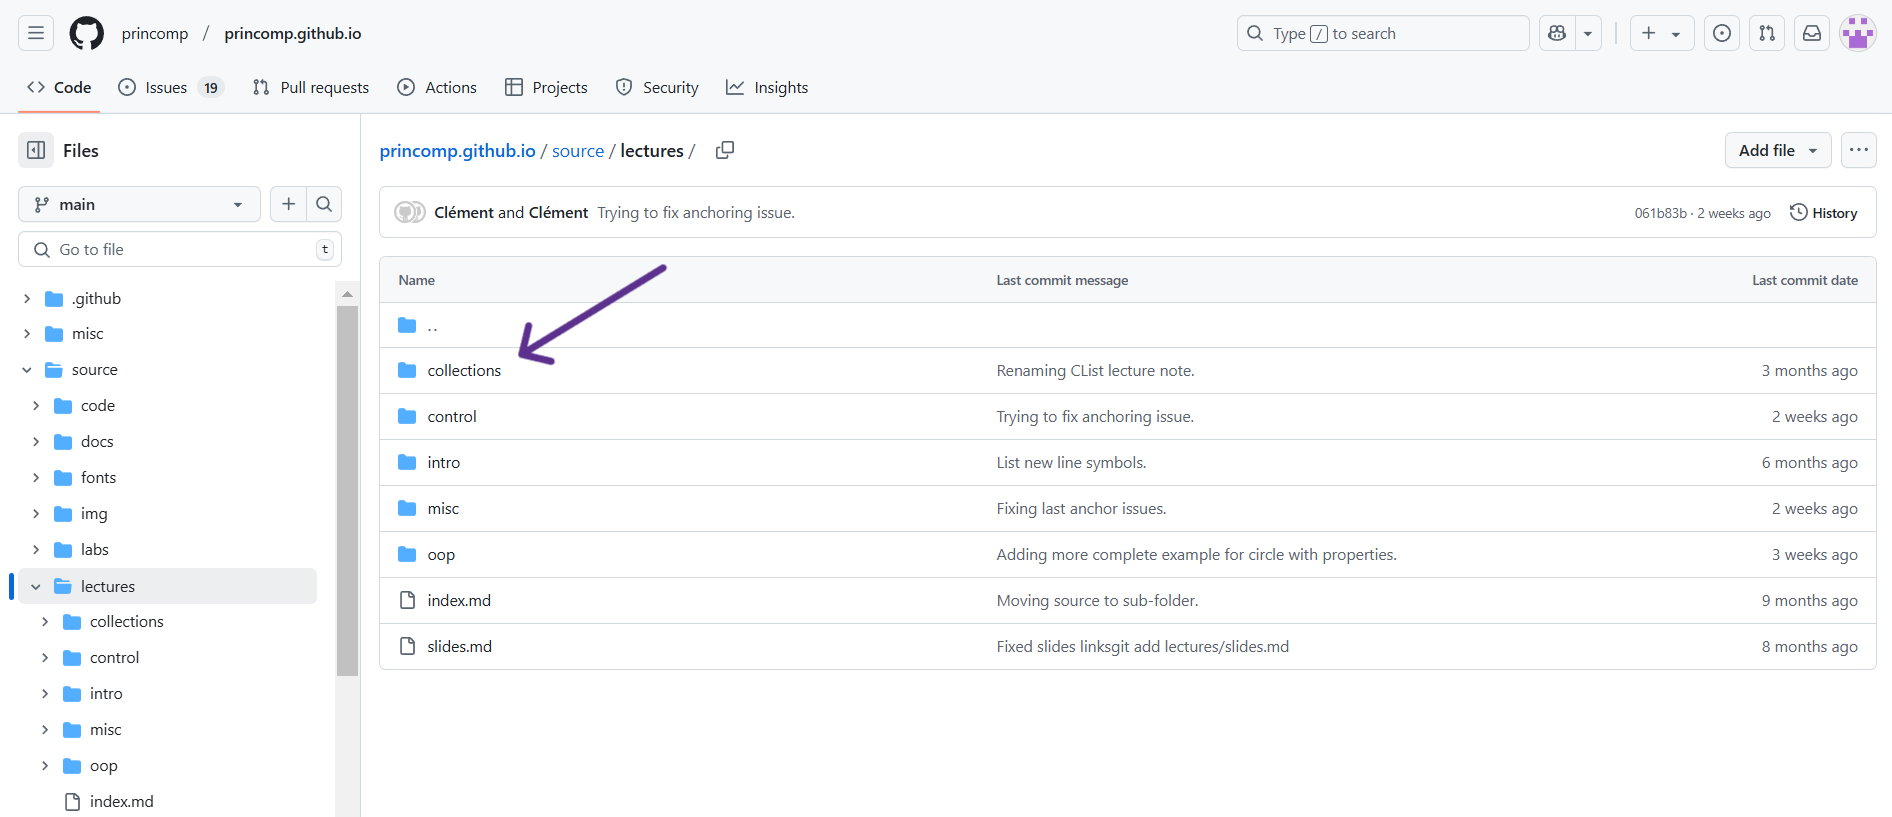 princomp / princomp.github.io
Type / to search
Code
Issues 19
Pull requests
Actions
Projects
Security
Insights
Files
main
Go to file
t
.github
misc
source
code
docs
fonts
img
labs
lectures
collections
control
intro
misc
oop
index.md
princomp.github.io / source / lectures /
Add file
Clément and Clément Trying to fix anchoring issue.
061b83b · 2 weeks ago
History
Name Last commit message Last commit date
..
collections Renaming CList lecture note. 3 months ago
control Trying to fix anchoring issue. 2 weeks ago
intro List new line symbols. 6 months ago
misc Fixing last anchor issues. 2 weeks ago
oop Adding more complete example for circle with properties. 3 weeks ago
index.md Moving source to sub-folder. 9 months ago
slides.md Fixed slides linksgit add lectures/slides.md 8 months ago